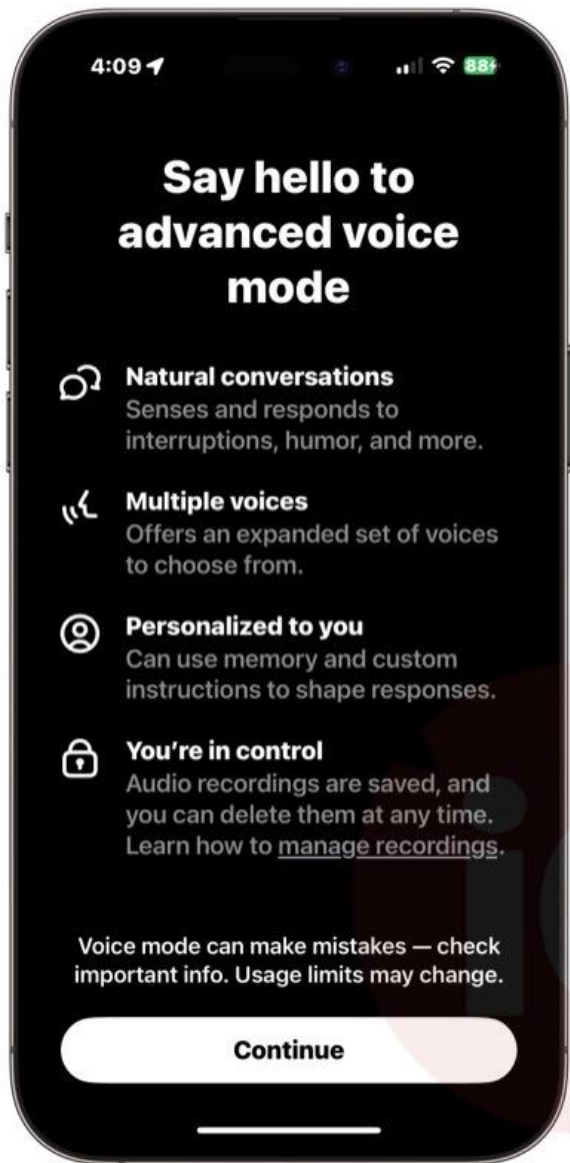 4:09
88
Say hello to
advanced voice
mode
Natural conversations
Senses and responds to
interruptions, humor, and more.
Multiple voices
Offers an expanded set of voices
to choose from.
Personalized to you
Can use memory and custom
instructions to shape responses.
You’re in control
Audio recordings are saved, and
you can delete them at any time.
Learn how to manage recordings.
Voice mode can make mistakes — check
important info. Usage limits may change.
Continue